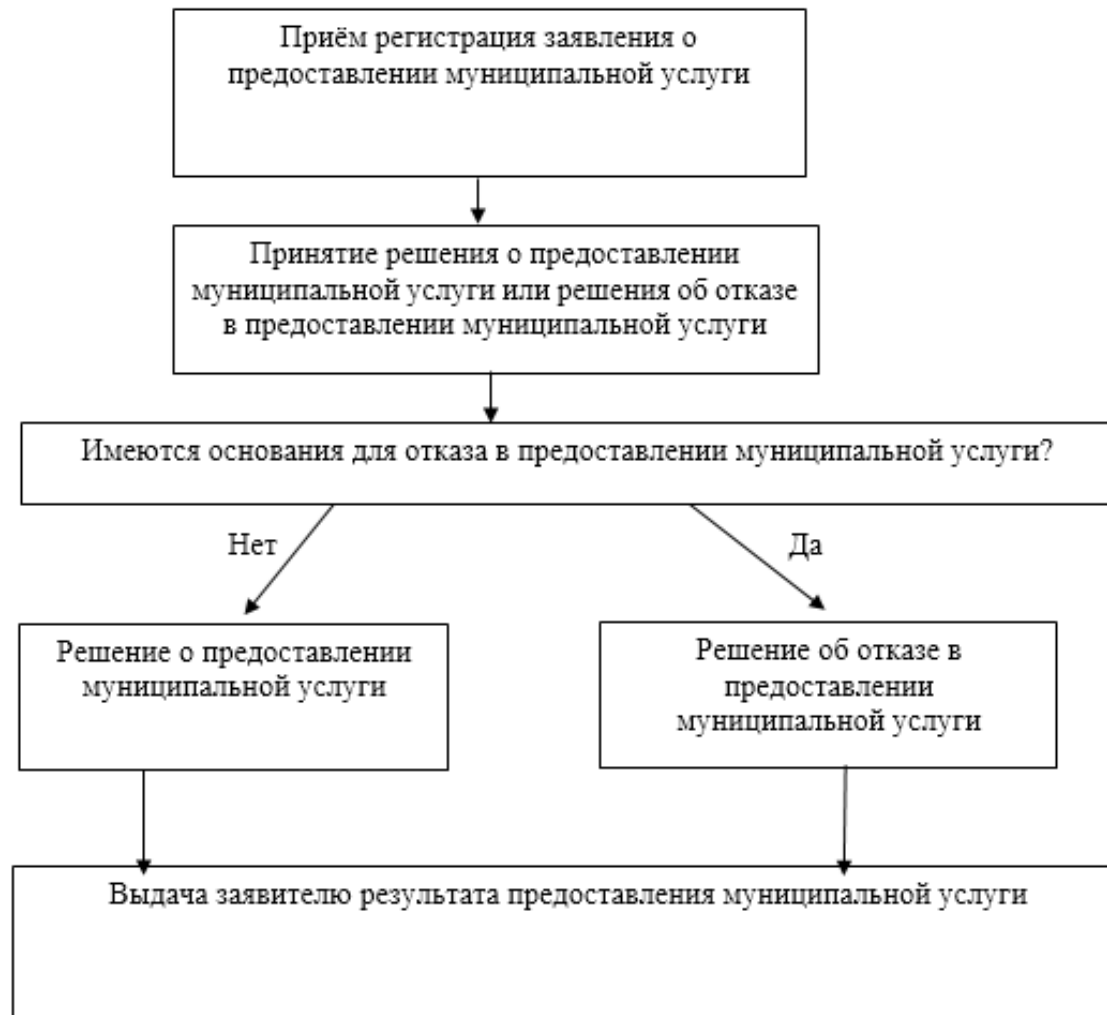 Приём регистрация заявления о
предоставлении муниципальной услуги
Принятие решения о предоставлении
муниципальной услуги или решения об отказе
в предоставлении муниципальной услуги
Имеются основания для отказа в предоставлении муниципальной услуги?
Нет
Да
Решение о предоставлении
муниципальной услуги
Решение об отказе в
предоставлении
муниципальной услуги
Выдача заявителю результата предоставления муниципальной услуги